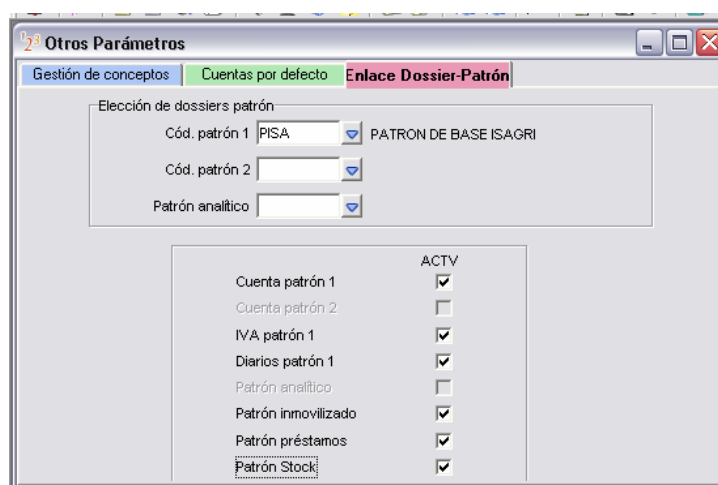 123 Otros Parámetros
Gestión de conceptos Cuentas por defecto Enlace Dossier-Patrón
Elección de dossiers patrón
Cód. patrón 1 PISA PATRON DE BASE ISAGRI
Cód. patrón 2
Patrón analítico
ACTV
Cuenta patrón 1
Cuenta patrón 2
IVA patrón 1
Diarios patrón 1
Patrón analítico
Patrón inmovilizado
Patrón préstamos
Patrón Stock